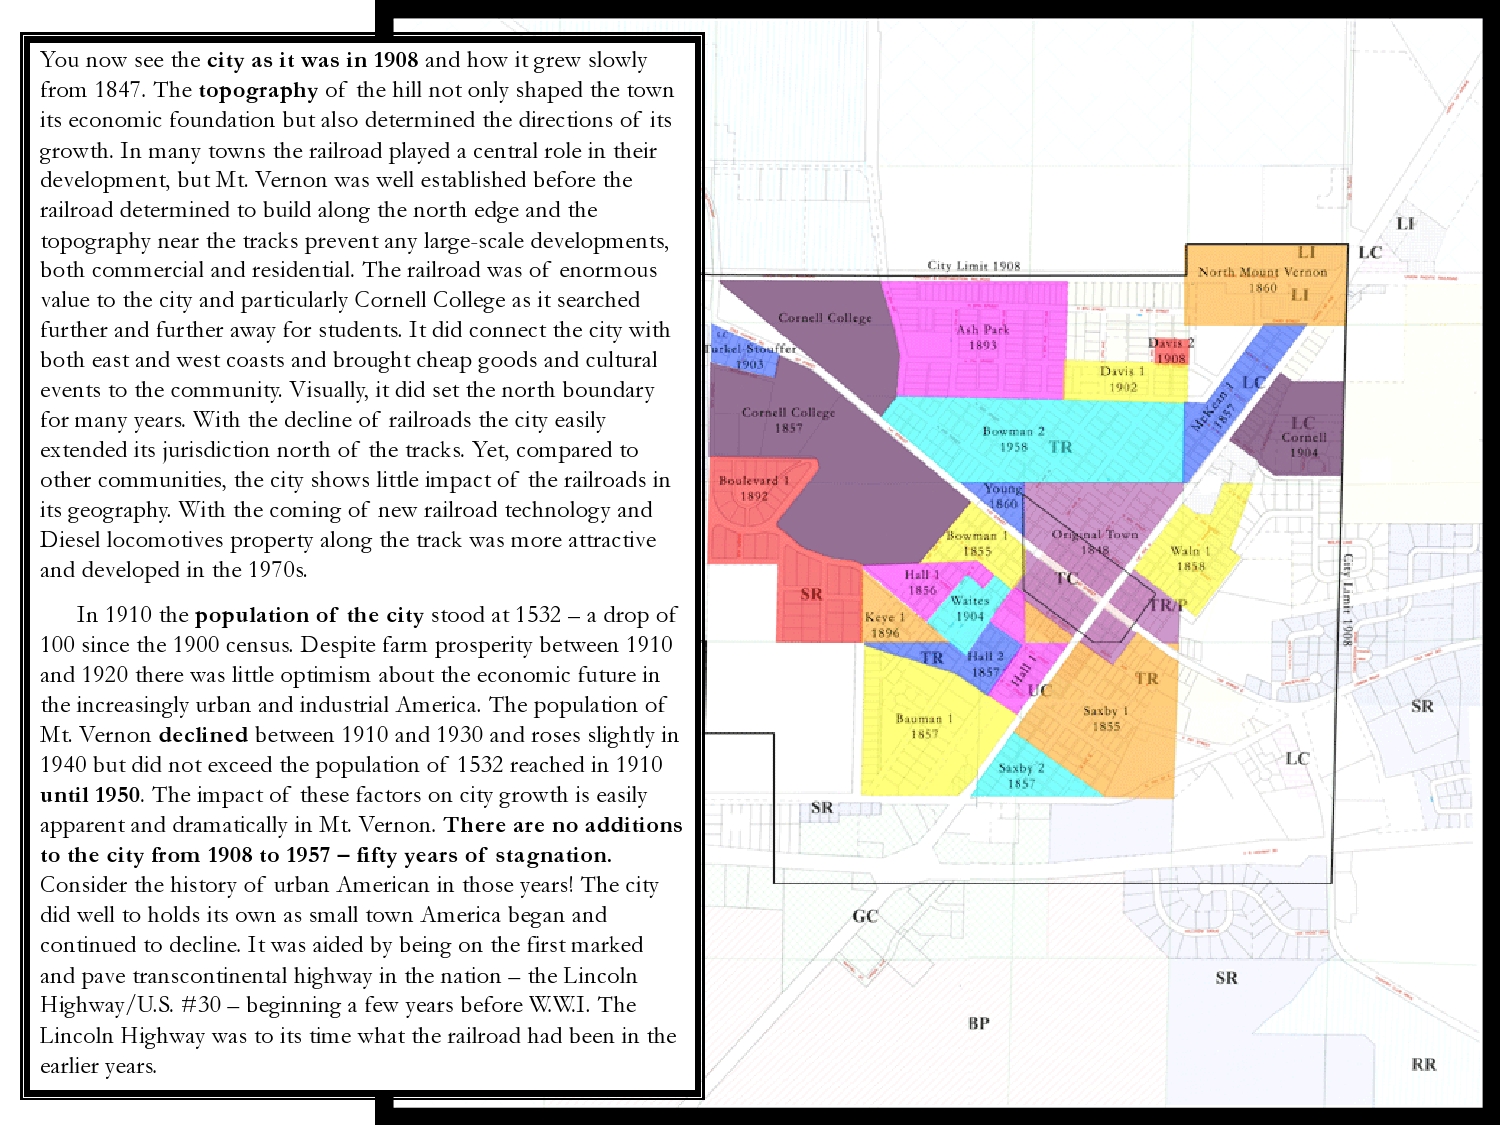 You now see the city as it was in 1908 and how it grew slowly
from 1847. The topography of the hill not only shaped the town
its economic foundation but also determined the directions of its
growth. In many towns the railroad played a central role in their
development, but Mt. Vernon was well established before the
railroad determined to build along the north edge and the
topography near the tracks prevent any large-scale developments,
both commercial and residential. The railroad was of enormous
value to the city and particularly Cornell College as it searched
further and further away for students. It did connect the city with
both east and west coasts and brought cheap goods and cultural
events to the community. Visually, it did set the north boundary
for many years. With the decline of railroads the city easily
extended its jurisdiction north of the tracks. Yet, compared to
other communities, the city shows little impact of the railroads in
its geography. With the coming of new railroad technology and
Diesel locomotives property along the track was more attractive
and developed in the 1970s.
In 1910 the population of the city stood at 1532 – a drop of
100 since the 1900 census. Despite farm prosperity between 1910
and 1920 there was little optimism about the economic future in
the increasingly urban and industrial America. The population of
Mt. Vernon declined between 1910 and 1930 and roses slightly in
1940 but did not exceed the population of 1532 reached in 1910
until 1950. The impact of these factors on city growth is easily
apparent and dramatically in Mt. Vernon. There are no additions
to the city from 1908 to 1957 – fifty years of stagnation.
Consider the history of urban American in those years! The city
did well to holds its own as small town America began and
continued to decline. It was aided by being on the first marked
and pave transcontinental highway in the nation – the Lincoln
Highway/U.S. #30 – beginning a few years before W.W.I. The
Lincoln Highway was to its time what the railroad had been in the
earlier years.
LI
LC
City Limit 1908
LI
North Mount Vernon
1860
LI
Cornell College
Ash Park
1893
Davis 2
1908
Tuckel Stouffer
1903
Davis 1
1902
LC
McKean 1
1857
Cornell College
1857
Bowman 2
1958
TR
LC
Cornell
1904
Boulevard 1
1892
Young
1860
Original Town
1848
Bowman 1
1855
Waln 1
1858
Hall 1
1856
TC
SR
Waites
1904
TR/P
Keye 1
1896
City Limit 1908
TR
Hall 2
1857
Hall 1
UC
TR
SR
Bauman 1
1857
Saxby 1
1855
LC
Saxby 2
1857
SR
GC
SR
BP
RR